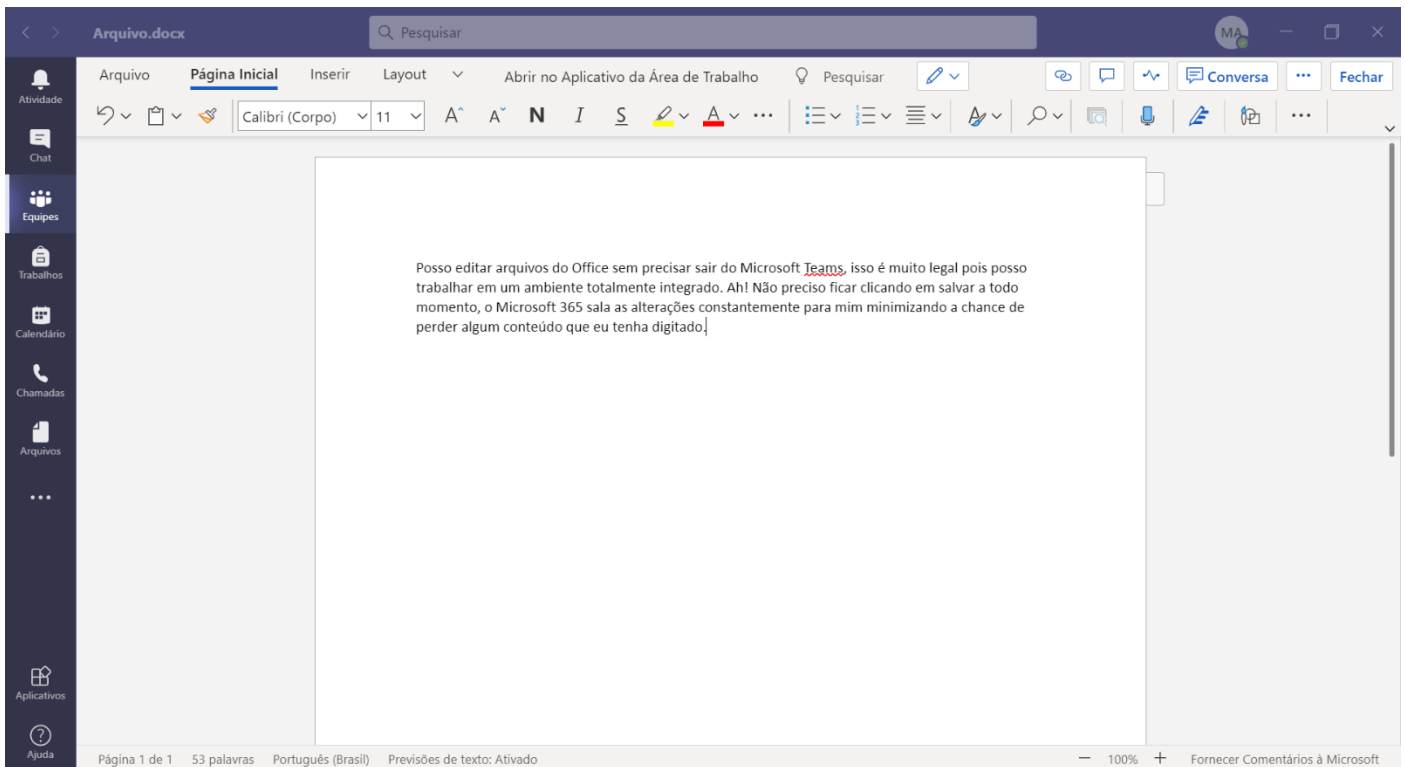 Arquivo.docx
Pesquisar
MA
Atividade
Chat
Equipes
Trabalhos
Calendário
Chamadas
Arquivos
Aplicativos
Ajuda
Arquivo Página Inicial Inserir Layout Abrir no Aplicativo da Área de Trabalho Pesquisar Conversa Fechar
Calibri (Corpo) 11 A A N I S A
Posso editar arquivos do Office sem precisar sair do Microsoft Teams, isso é muito legal pois posso
trabalhar em um ambiente totalmente integrado. Ah! Não preciso ficar clicando em salvar a todo
momento, o Microsoft 365 sala as alterações constantemente para mim minimizando a chance de
perder algum conteúdo que eu tenha digitado.
Página 1 de 1 53 palavras Português (Brasil) Previsões de texto: Ativado 100% Fornecer Comentários à Microsoft